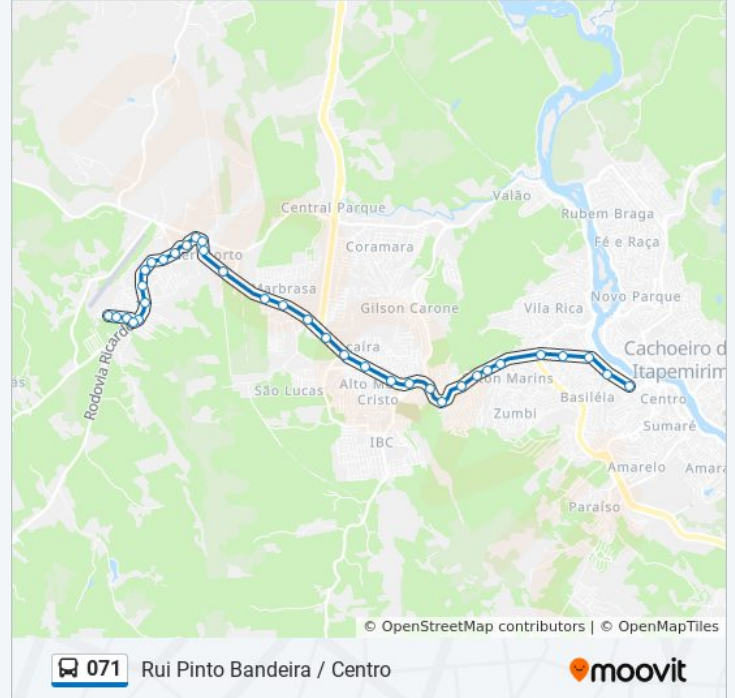 Central Parque
Valão
Rubem Braga
Coramara
Fé e Raça
Aeroporto
Marbrasa
Novo Parque
Gilson Carone
Vila Rica
Cachoeiro d
Itapemirim
Rodovia Ricard
São Lucas
Alto M
Cristo
on Marins
Basiléia
Centro
Zumbi
Sumaré
IBC
Amarelo
Amara
Paraíso
© OpenStreetMap contributors | © OpenMapTiles
071 Rui Pinto Bandeira / Centro
moovit